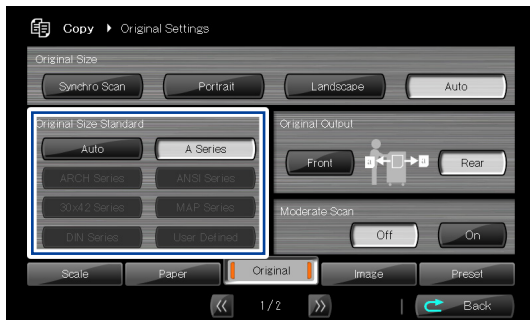 Copy Original Settings
Original Size
Synchro Scan Portrait Landscape Auto
Original Size Standard
Auto A Series
ARCH Series ANSI Series
30x42 Series MAP Series
DIN Series User Defined
Original Output
Front Rear
Moderate Scan
Off On
Scale Paper Original Image Preset
1/2 Back